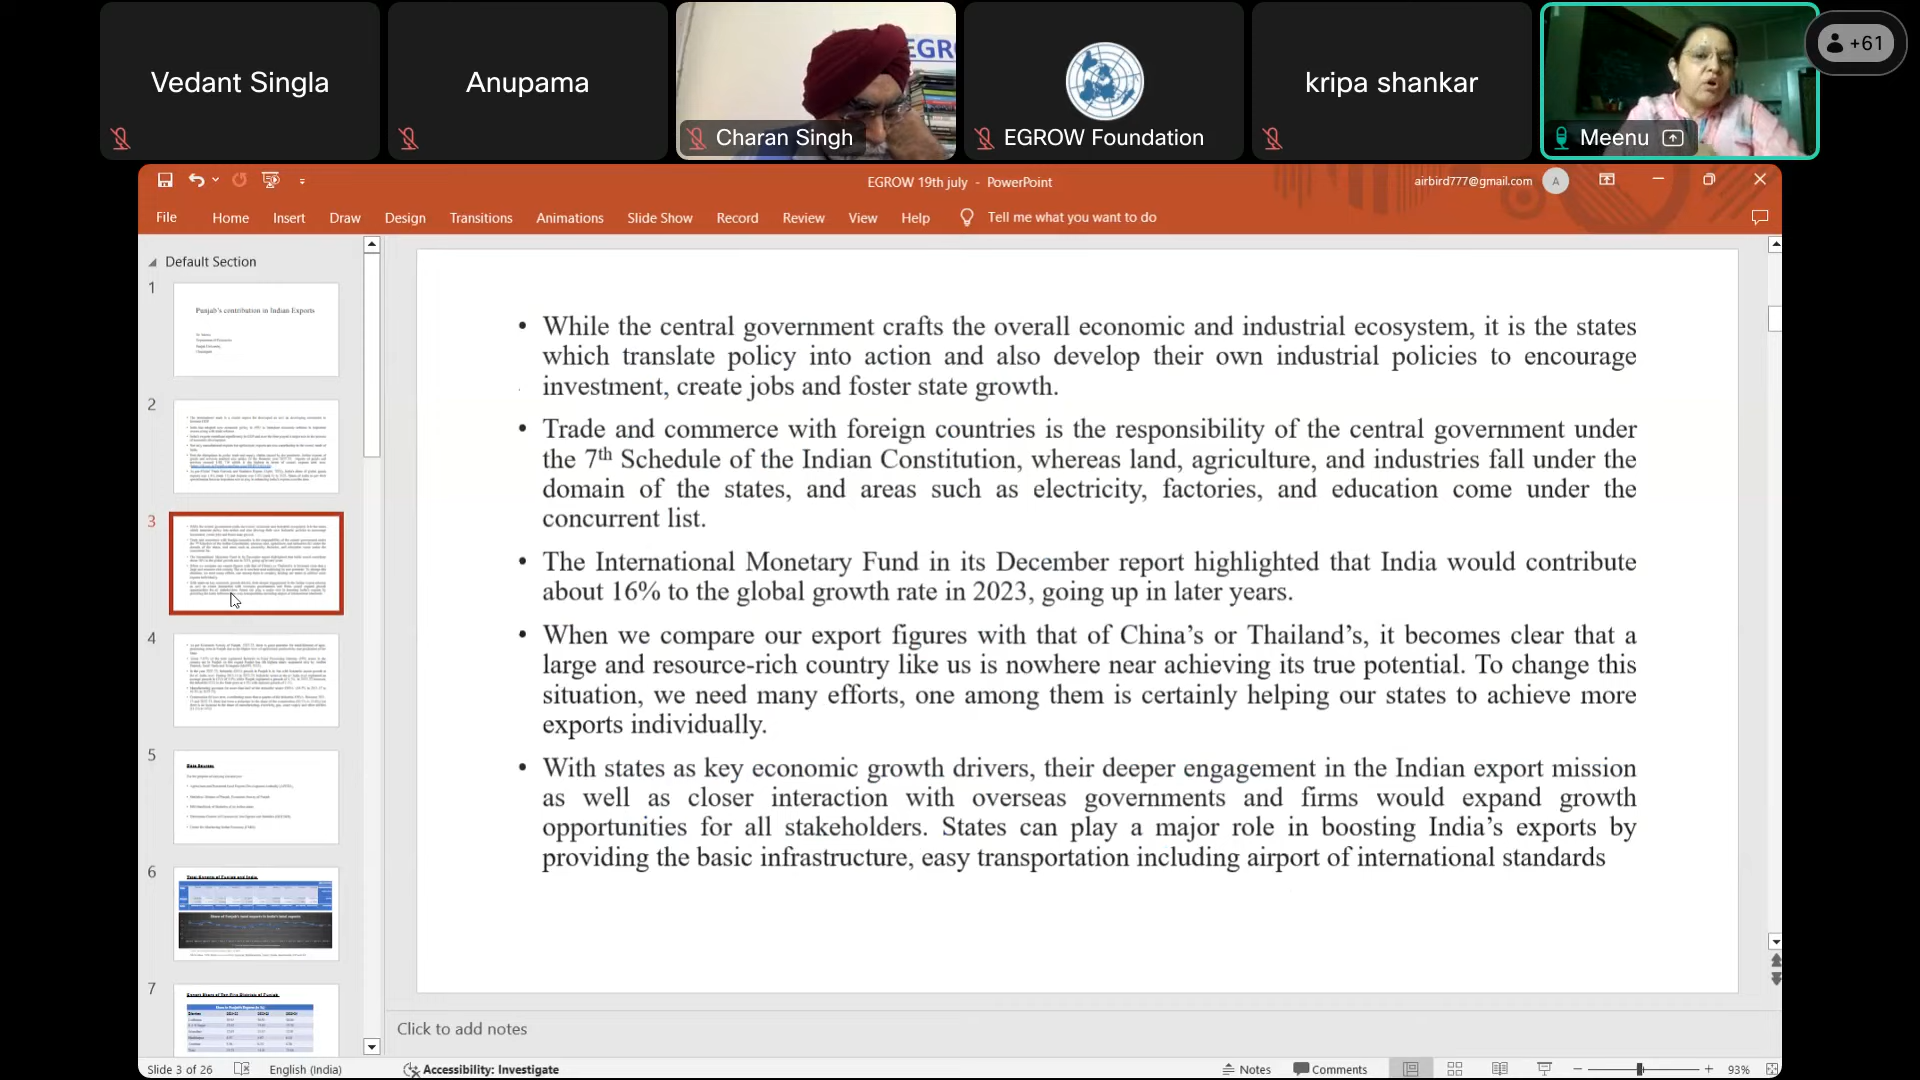 Vedant Singla
Anupama
EGR
Charan Singh
EGROW Foundation
kripa shankar
Meenu
+61
EGROW 19th july - PowerPoint
airbird777@gmail.com
A
File Home Insert Draw Design Transitions Animations Slide Show Record Review View Help Tell me what you want to do
Default Section
1
Punjab's contribution in Indian Exports
2
3
4
5
6
7
• While the central government crafts the overall economic and industrial ecosystem, it is the states
which translate policy into action and also develop their own industrial policies to encourage
investment, create jobs and foster state growth.
• Trade and commerce with foreign countries is the responsibility of the central government under
the 7th Schedule of the Indian Constitution, whereas land, agriculture, and industries fall under the
domain of the states, and areas such as electricity, factories, and education come under the
concurrent list.
• The International Monetary Fund in its December report highlighted that India would contribute
about 16% to the global growth rate in 2023, going up in later years.
• When we compare our export figures with that of China’s or Thailand’s, it becomes clear that a
large and resource-rich country like us is nowhere near achieving its true potential. To change this
situation, we need many efforts, one among them is certainly helping our states to achieve more
exports individually.
• With states as key economic growth drivers, their deeper engagement in the Indian export mission
as well as closer interaction with overseas governments and firms would expand growth
opportunities for all stakeholders. States can play a major role in boosting India’s exports by
providing the basic infrastructure, easy transportation including airport of international standards
Click to add notes
Slide 3 of 26 English (India) Accessibility: Investigate Notes Comments 93%